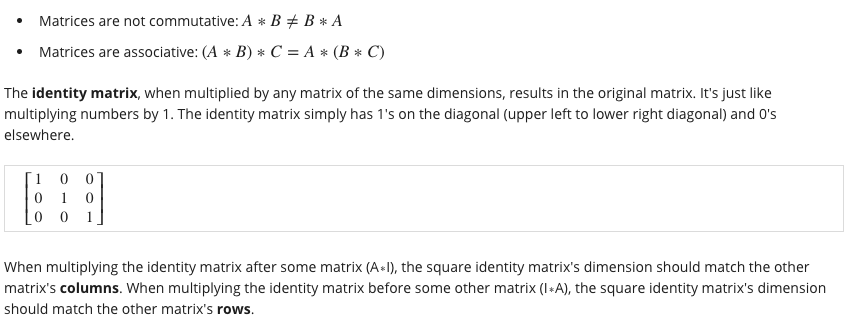 • Matrices are not commutative: A ∗ B ≠ B ∗ A
• Matrices are associative: (A ∗ B) ∗ C = A ∗ (B ∗ C)
The identity matrix, when multiplied by any matrix of the same dimensions, results in the original matrix. It's just like
multiplying numbers by 1. The identity matrix simply has 1's on the diagonal (upper left to lower right diagonal) and 0's
elsewhere.
1 0 0
0 1 0
0 0 1
When multiplying the identity matrix after some matrix (A∗I), the square identity matrix's dimension should match the other
matrix's columns. When multiplying the identity matrix before some other matrix (I∗A), the square identity matrix's dimension
should match the other matrix's rows.